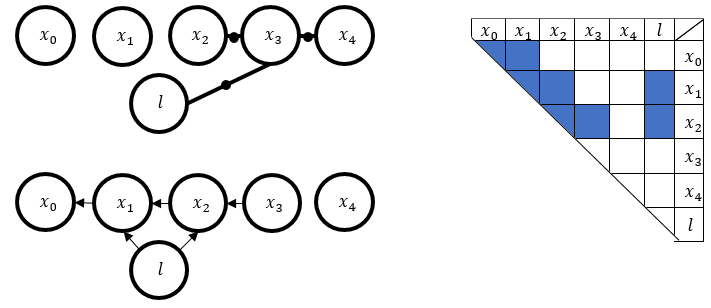 x₀ x₁ x₂ x₃ x₄
l
x₀ x₁ x₂ x₃ x₄
l
x₀ x₁ x₂ x₃ x₄ l
x₀
x₁
x₂
x₃
x₄
l